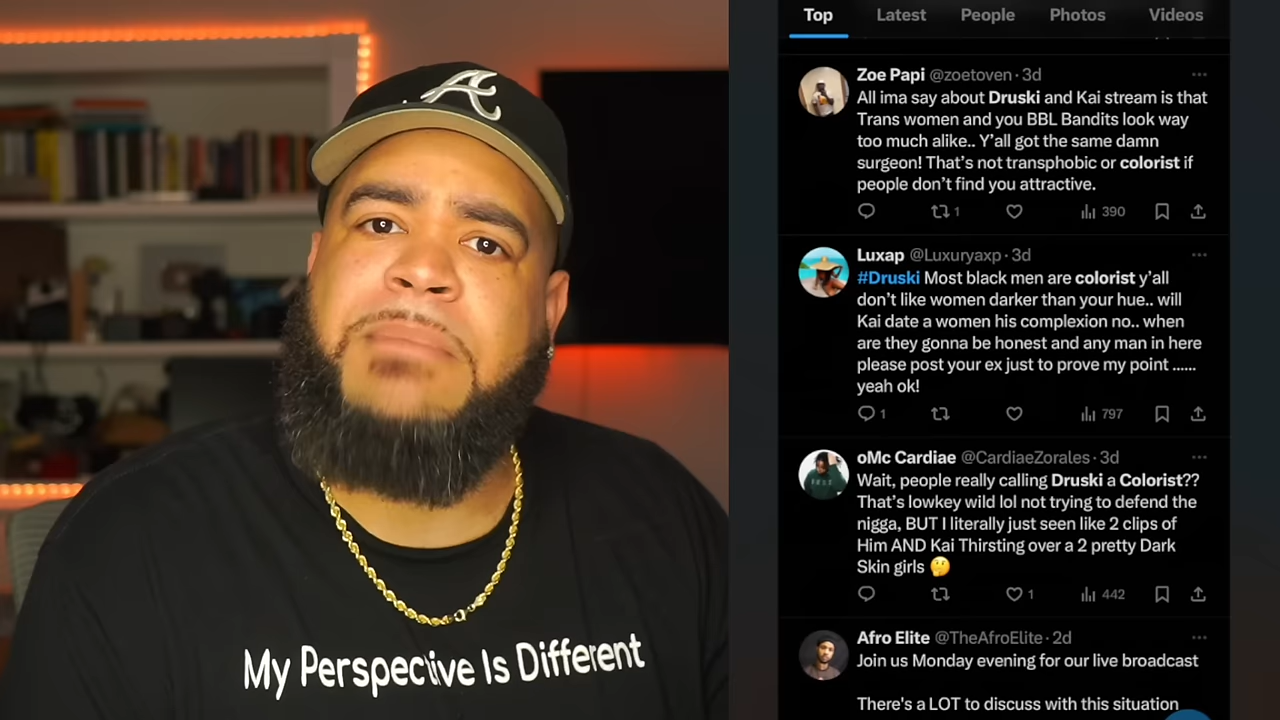 A
My Perspective Is Different
Top Latest People Photos Videos
Zoe Papi @zoetoven · 3d
All ima say about Druski and Kai stream is that
Trans women and you BBL Bandits look way
too much alike.. Y'all got the same damn
surgeon! That's not transphobic or colorist if
people don't find you attractive.
1 390
Luxap @Luxuryaxp · 3d
#Druski Most black men are colorist y'all
don't like women darker than your hue.. will
Kai date a women his complexion no.. when
are they gonna be honest and any man in here
please post your ex just to prove my point ......
yeah ok!
1 797
oMc Cardiae @CardiaeZorales · 3d
Wait, people really calling Druski a Colorist??
That's lowkey wild lol not trying to defend the
nigga, BUT I literally just seen like 2 clips of
Him AND Kai Thirsting over a 2 pretty Dark
Skin girls 🤔
1 442
Afro Elite @TheAfroElite · 2d
Join us Monday evening for our live broadcast
There's a LOT to discuss with this situation